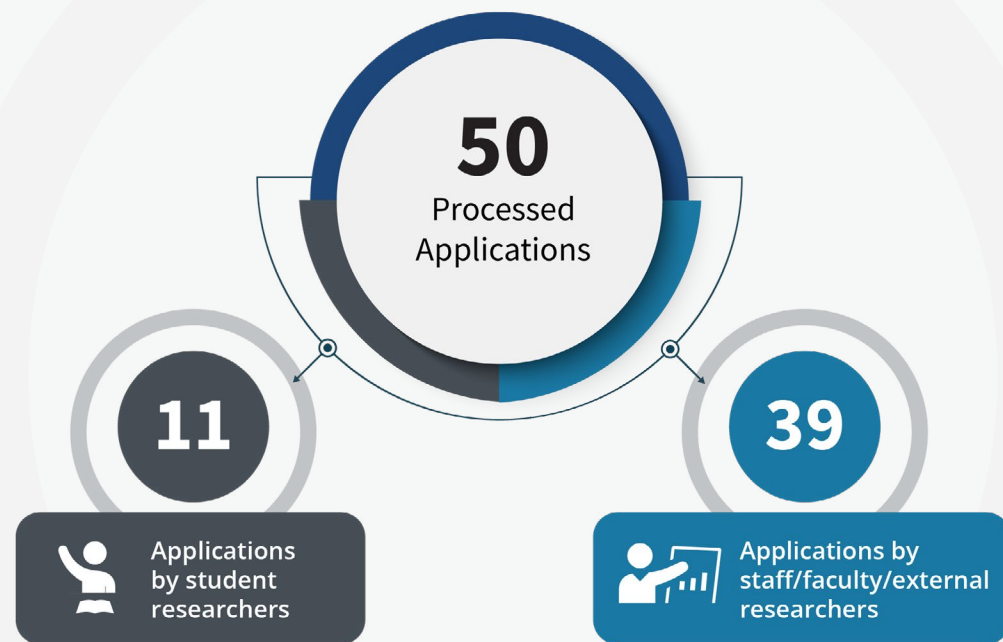 50
Processed
Applications
11
39
Applications
by student
researchers
Applications by
staff/faculty/external
researchers